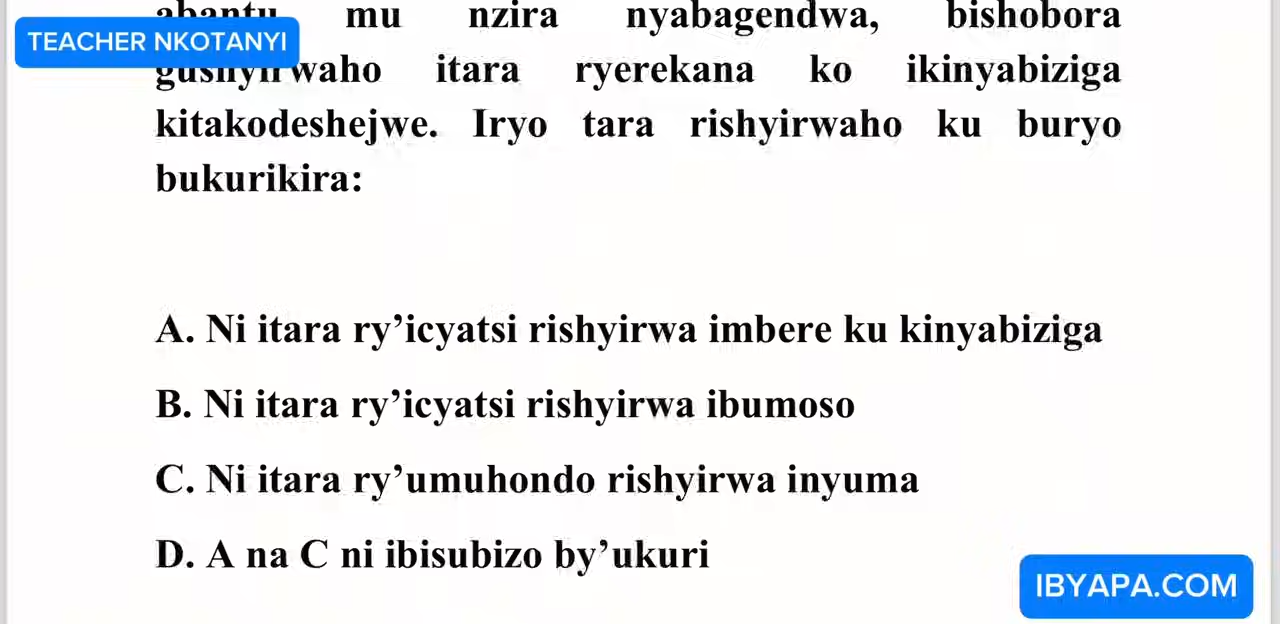 abantu mu nzira nyabagendwa, bishobora
TEACHER NKOTANYI
gushyirwaho itara ryerekana ko ikinyabiziga
kitakodeshejwe. Iryo tara rishyirwaho ku buryo
bukurikira:
A. Ni itara ry’icyatsi rishyirwa imbere ku kinyabiziga
B. Ni itara ry’icyatsi rishyirwa ibumoso
C. Ni itara ry’umuhondo rishyirwa inyuma
D. A na C ni ibisubizo by’ukuri
IBYAPA.COM